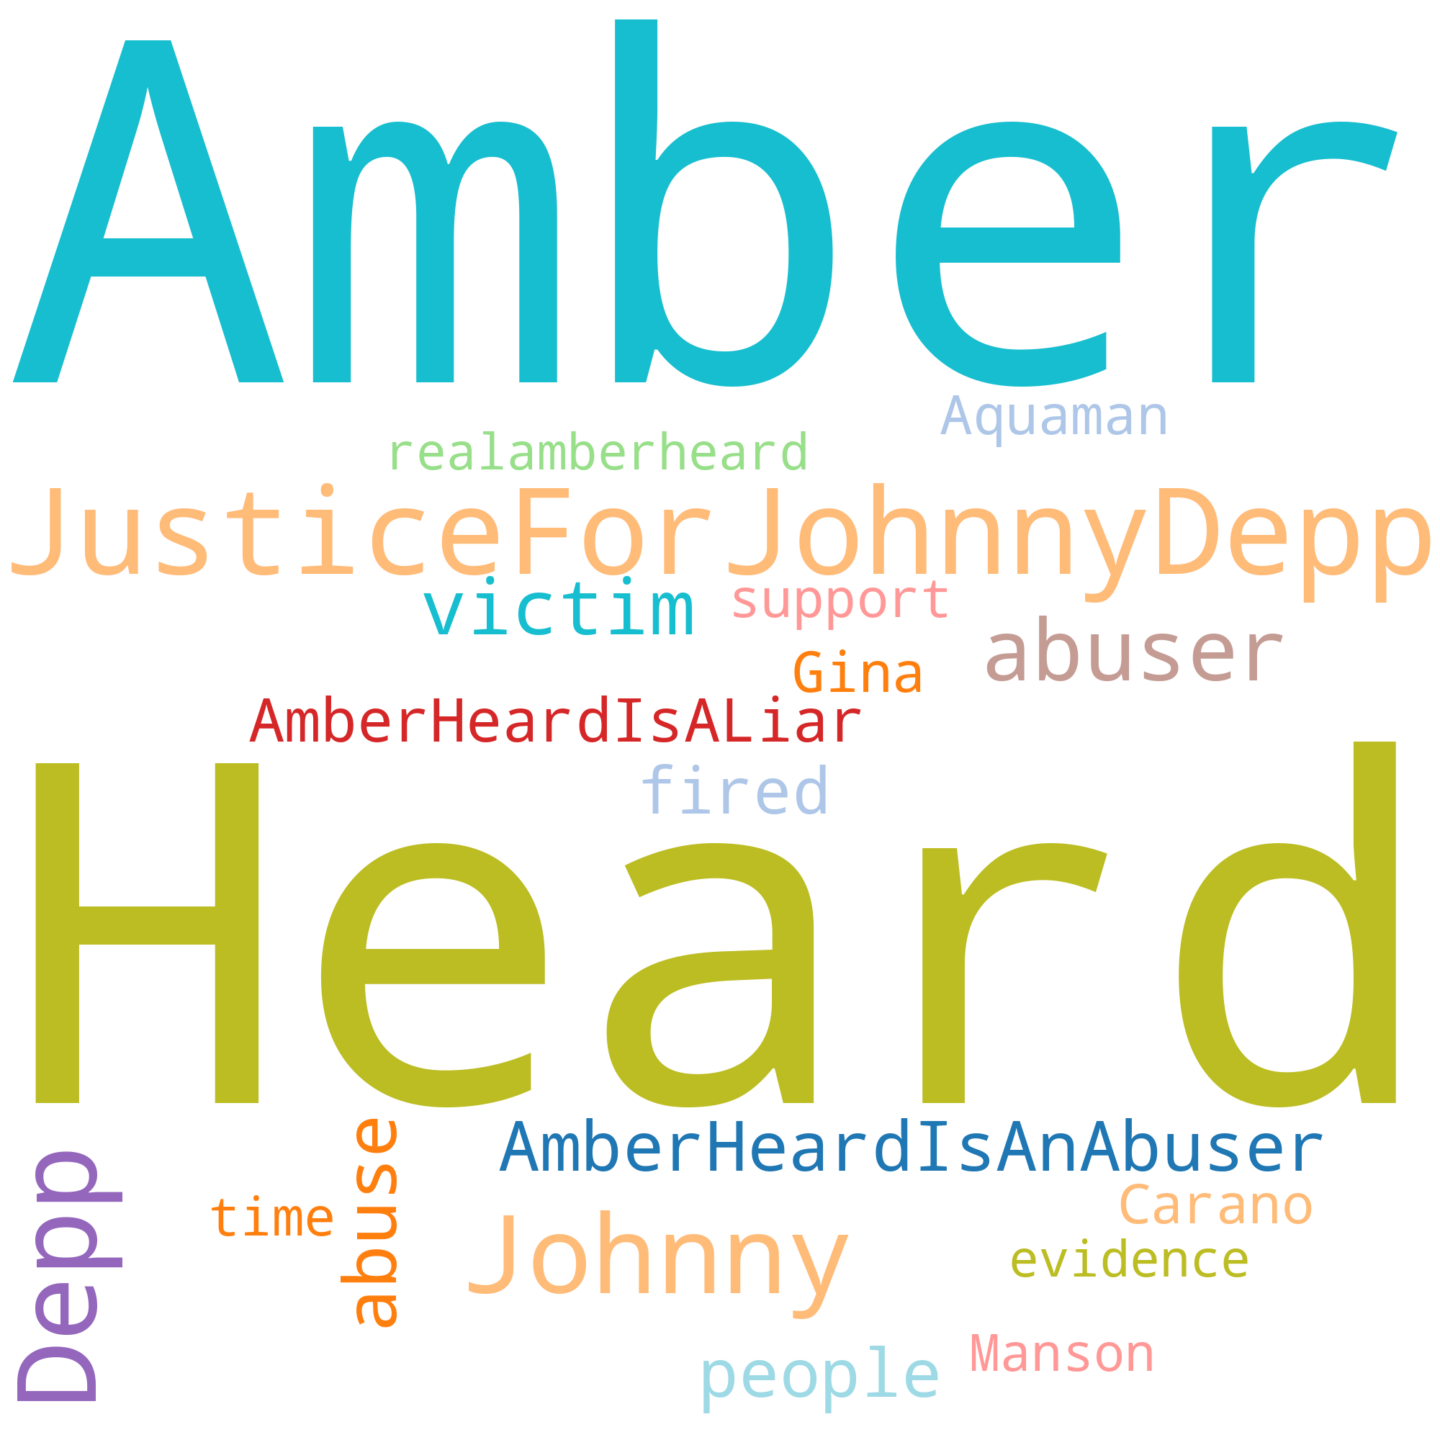 Amber
Aquaman
realamberheard
JusticeForJohnnyDepp
victim
support
abuser
Gina
AmberHeardIsALiar
fired
Heard
Depp
abuse
AmberHeardIsAnAbuser
time
Carano
Johnny
evidence
people
Manson